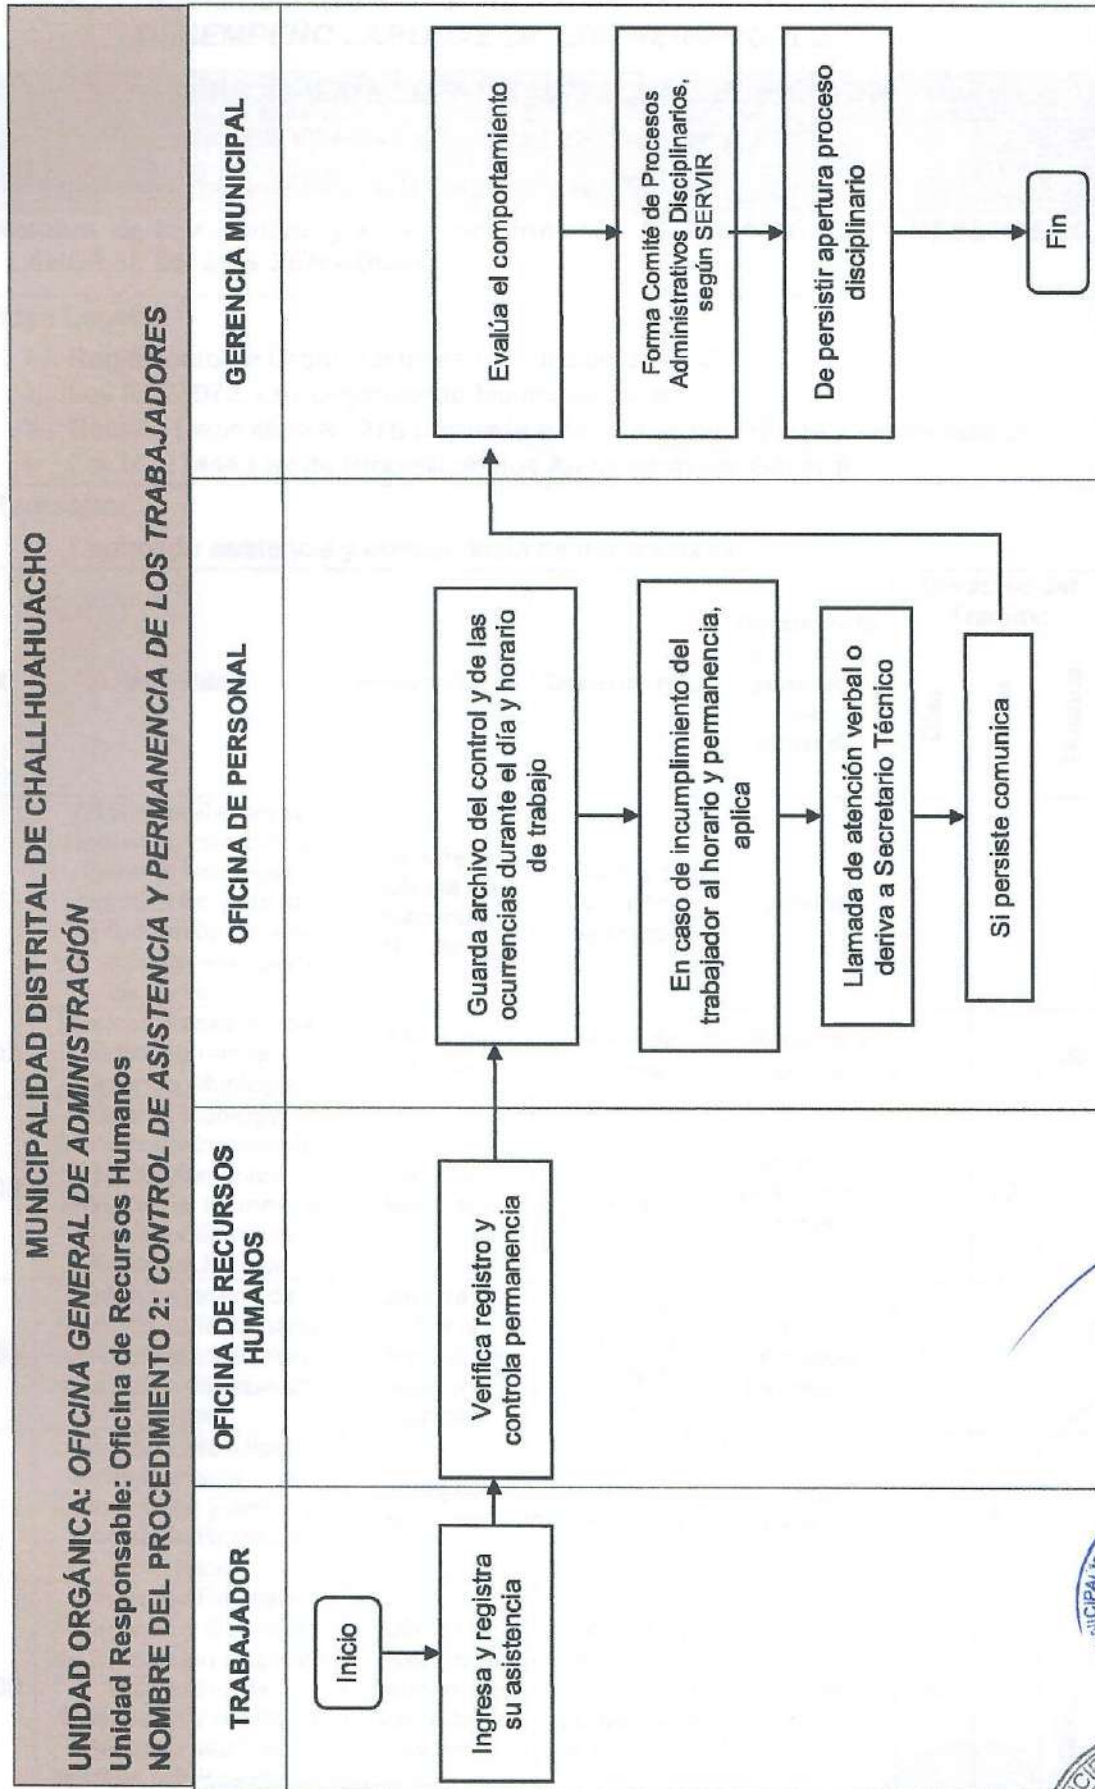 MUNICIPALIDAD DISTRITAL DE CHALLHUAHUACHO
UNIDAD ORGÁNICA: OFICINA GENERAL DE ADMINISTRACIÓN
Unidad Responsable: Oficina de Recursos Humanos
NOMBRE DEL PROCEDIMIENTO 2: CONTROL DE ASISTENCIA Y PERMANENCIA DE LOS TRABAJADORES
TRABAJADOR
Inicio
Ingresa y registra
su asistencia
OFICINA DE RECURSOS
HUMANOS
Verifica registro y
controla permanencia
OFICINA DE PERSONAL
Guarda archivo del control y de las
ocurrencias durante el día y horario
de trabajo
En caso de incumplimiento del
trabajador al horario y permanencia,
aplica
Llamada de atención verbal o
deriva a Secretario Técnico
Si persiste comunica
GERENCIA MUNICIPAL
Evalúa el comportamiento
Forma Comité de Procesos
Administrativos Disciplinarios,
según SERVIR
De persistir apertura proceso
disciplinario
Fin